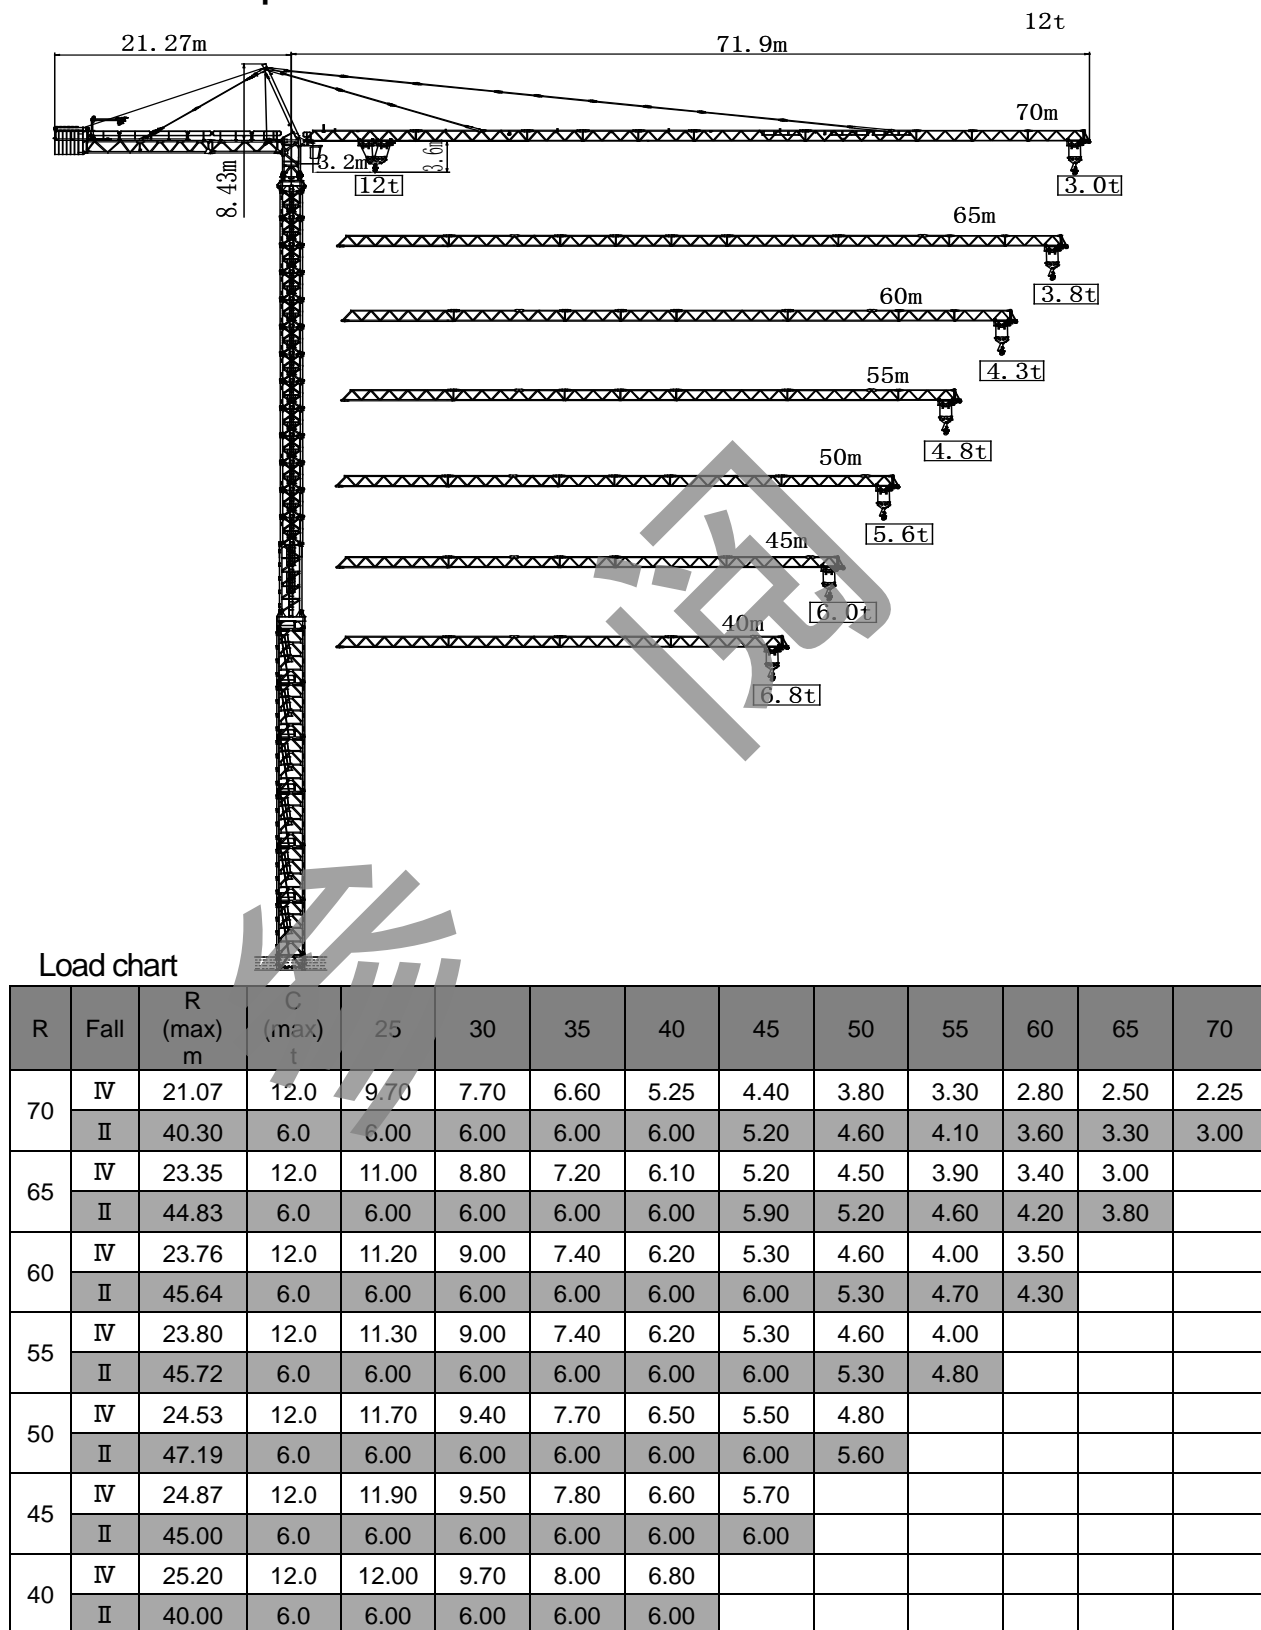 12t
21.27m 71.9m
70m
8.43m 3.2m 3.6m
12t 3.0t
65m
3.8t
60m
4.3t
55m
4.8t
50m
5.6t
45m
6.0t
40m
6.8t
阅
Load chart
R Fall R (max) m C (max) t 25 30 35 40 45 50 55 60 65 70
70 Ⅳ 21.07 12.0 9.70 7.70 6.60 5.25 4.40 3.80 3.30 2.80 2.50 2.25
Ⅱ 40.30 6.0 6.00 6.00 6.00 6.00 5.20 4.60 4.10 3.60 3.30 3.00
65 Ⅳ 23.35 12.0 11.00 8.80 7.20 6.10 5.20 4.50 3.90 3.40 3.00
Ⅱ 44.83 6.0 6.00 6.00 6.00 6.00 5.90 5.20 4.60 4.20 3.80
60 Ⅳ 23.76 12.0 11.20 9.00 7.40 6.20 5.30 4.60 4.00 3.50
Ⅱ 45.64 6.0 6.00 6.00 6.00 6.00 6.00 5.30 4.70 4.30
55 Ⅳ 23.80 12.0 11.30 9.00 7.40 6.20 5.30 4.60 4.00
Ⅱ 45.72 6.0 6.00 6.00 6.00 6.00 6.00 5.30 4.80
50 Ⅳ 24.53 12.0 11.70 9.40 7.70 6.50 5.50 4.80
Ⅱ 47.19 6.0 6.00 6.00 6.00 6.00 6.00 5.60
45 Ⅳ 24.87 12.0 11.90 9.50 7.80 6.60 5.70
Ⅱ 45.00 6.0 6.00 6.00 6.00 6.00 6.00
40 Ⅳ 25.20 12.0 12.00 9.70 8.00 6.80
Ⅱ 40.00 6.0 6.00 6.00 6.00 6.00